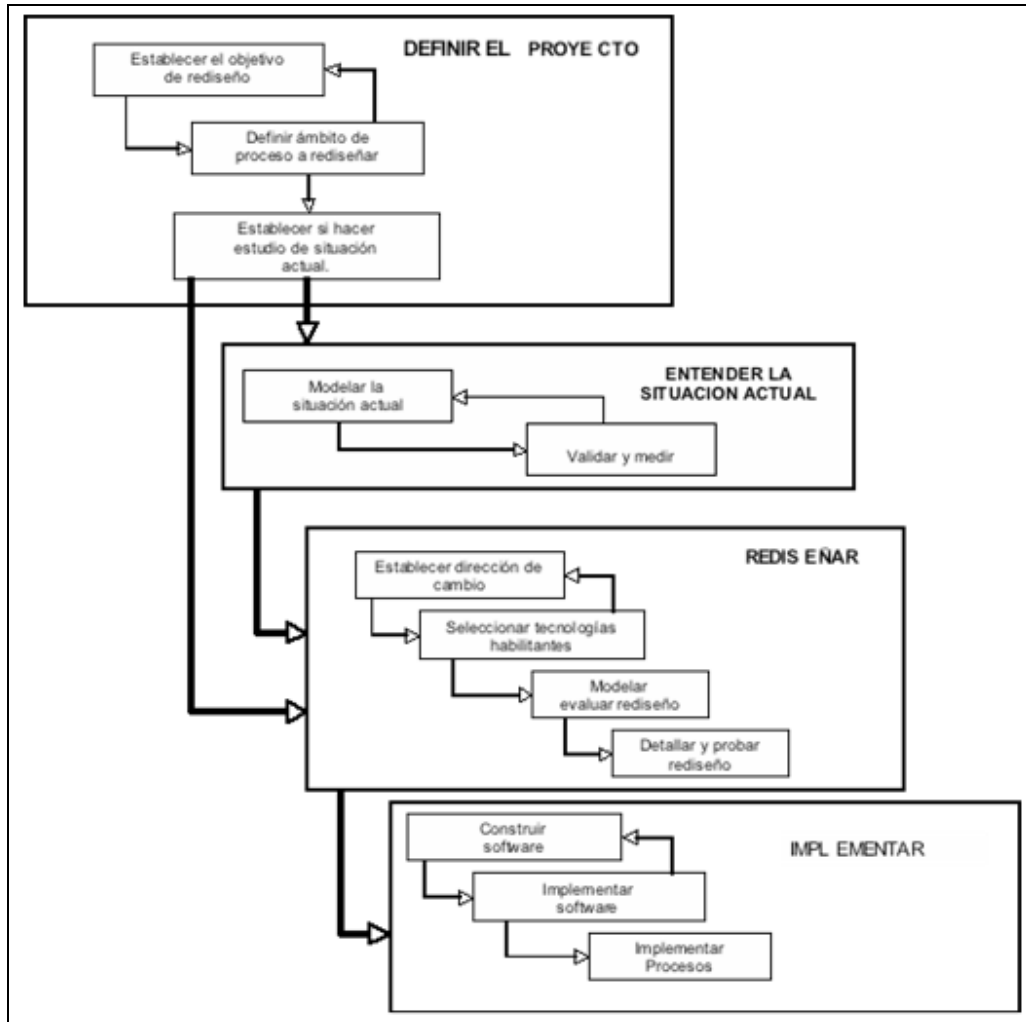 DEFINIR EL PROYE CTO
Establecer el objetivo
de rediseño
Definir ámbito de
proceso a rediseñar
Establecer si hacer
estudio de situación
actual.
ENTENDER LA
SITUACION ACTUAL
Modelar la
situación actual
Validar y medir
REDIS EÑAR
Establecer dirección de
cambio
Seleccionar tecnologías
habilitantes
Modelar
evaluar rediseño
Detallar y probar
rediseño
IMPL EMENTAR
Construir
software
Implementar
software
Implementar
Procesos